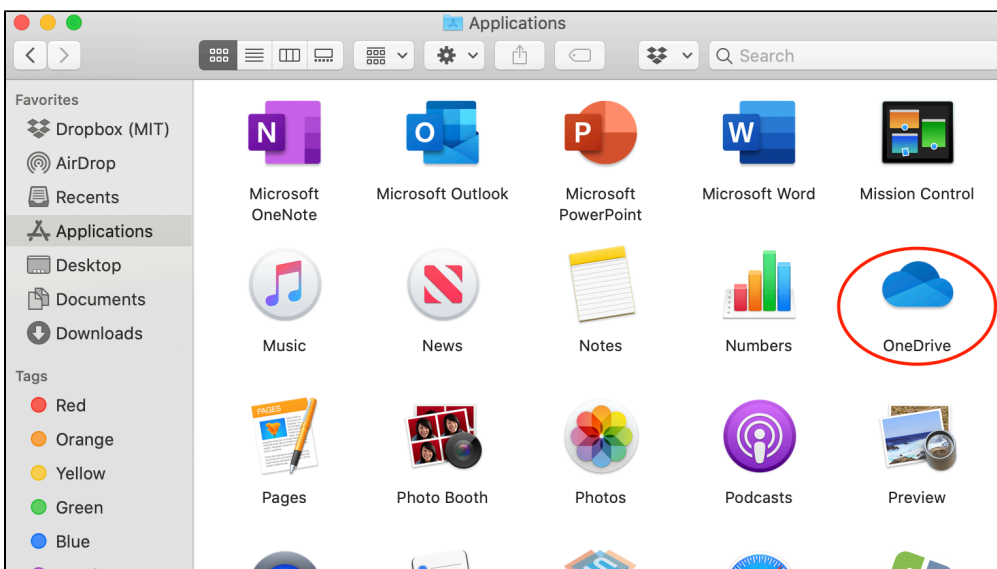 Applications
Search
Favorites
Dropbox (MIT)
AirDrop
Recents
Applications
Desktop
Documents
Downloads
Tags
Red
Orange
Yellow
Green
Blue
N
O
P
W
Microsoft
OneNote
Microsoft Outlook
Microsoft
PowerPoint
Microsoft Word
Mission Control
Music
News
Notes
Numbers
OneDrive
PAGES
Pages
Photo Booth
Photos
Podcasts
Preview